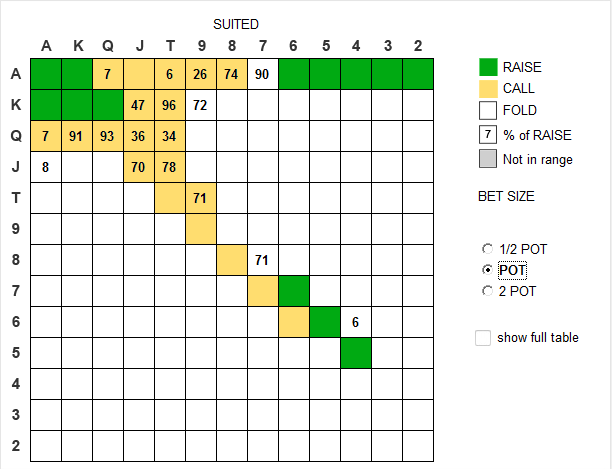 SUITED
A K Q J T 9 8 7 6 5 4 3 2
A 7 6 26 74 90
K 47 96 72
Q 7 91 93 36 34
J 8 70 78
T 71
9
8 71
7
6 6
5
4
3
2
RAISE
CALL
FOLD
7 % of RAISE
Not in range
BET SIZE
1/2 POT
POT
2 POT
show full table